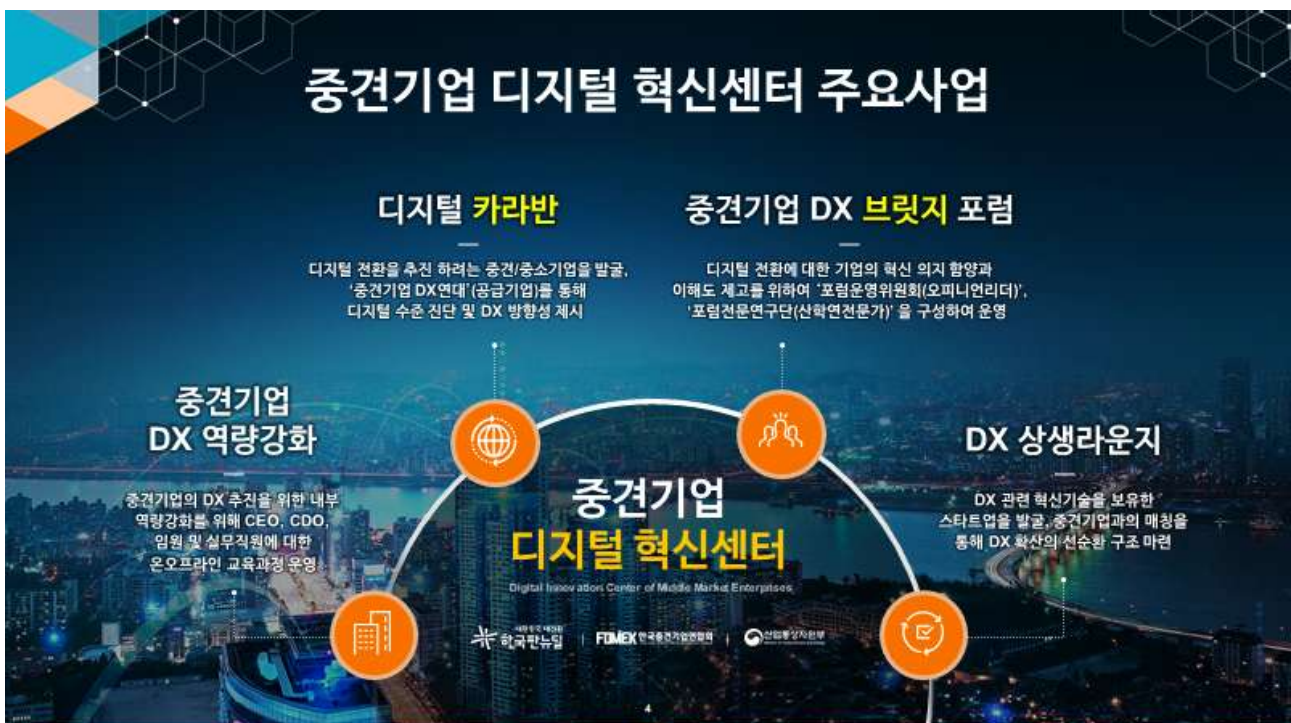 중견기업 디지털 혁신센터 주요사업
디지털 카라반
디지털 전환을 추진 하려는 중견/중소기업을 발굴,
'중견기업 DX연대'(공급기업)를 통해
디지털 수준 진단 및 DX 방향성 제시
중견기업 DX 브릿지 포럼
디지털 전환에 대한 기업의 혁신 의지 함양과
이해도 제고를 위하여 '포럼운영위원회(오피니언리더)',
'포럼전문연구단(산학연전문가)' 을 구성하여 운영
중견기업
DX 역량강화
중견기업의 DX 추진을 위한 내부
역량강화를 위해 CEO, CDO,
임원 및 실무직원에 대한
온오프라인 교육과정 운영
DX 상생라운지
DX 관련 혁신기술을 보유한
스타트업을 발굴, 중견기업과의 매칭을
통해 DX 확산의 선순환 구조 마련
중견기업
디지털 혁신센터
Digital Innovation Center of Middle Market Enterprises
한국판뉴딜
FOMEK 한국중견기업연합회
산업통상자원부
4